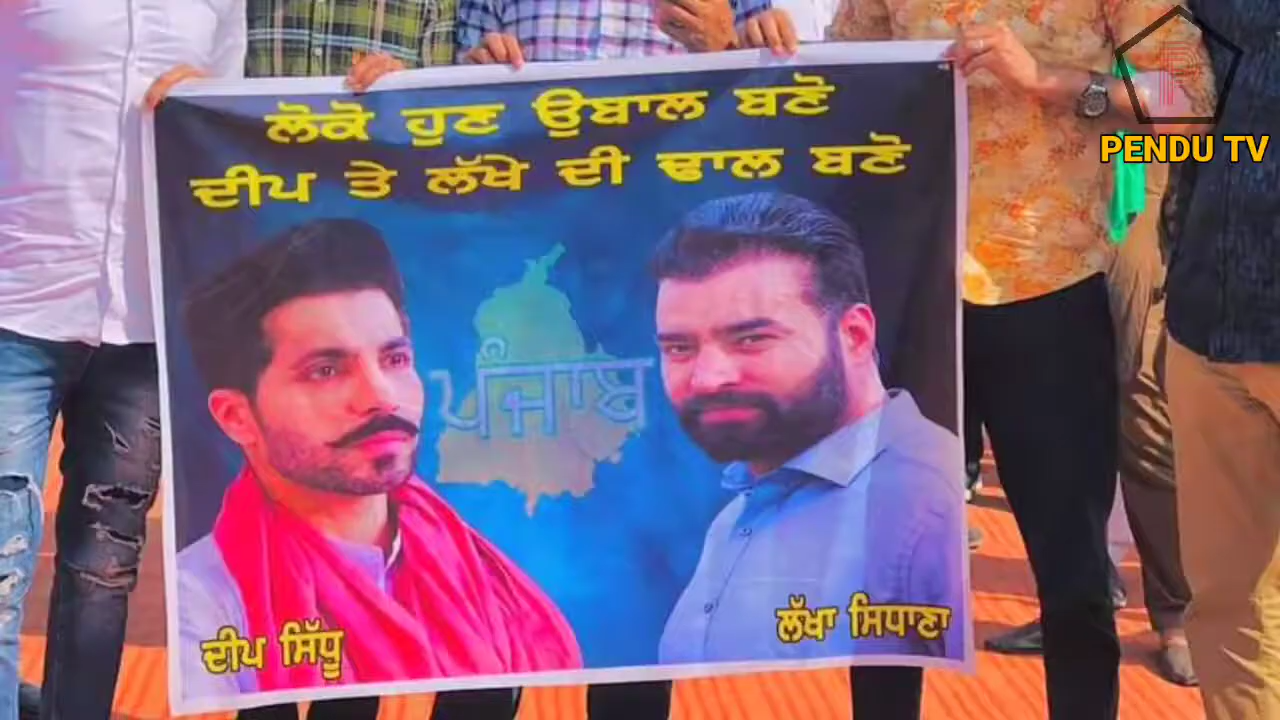 PENDU TV
ਲੋਕੋ ਹੁਣ ਉਬਾਲ ਬਣੋ
ਦੀਪ ਤੇ ਲੱਖੇ ਦੀ ਢਾਲ ਬਣੋ
ਪੰਜਾਬ
ਦੀਪ ਸਿੱਧੂ
ਲੱਖਾ ਸਿਧਾਣਾ